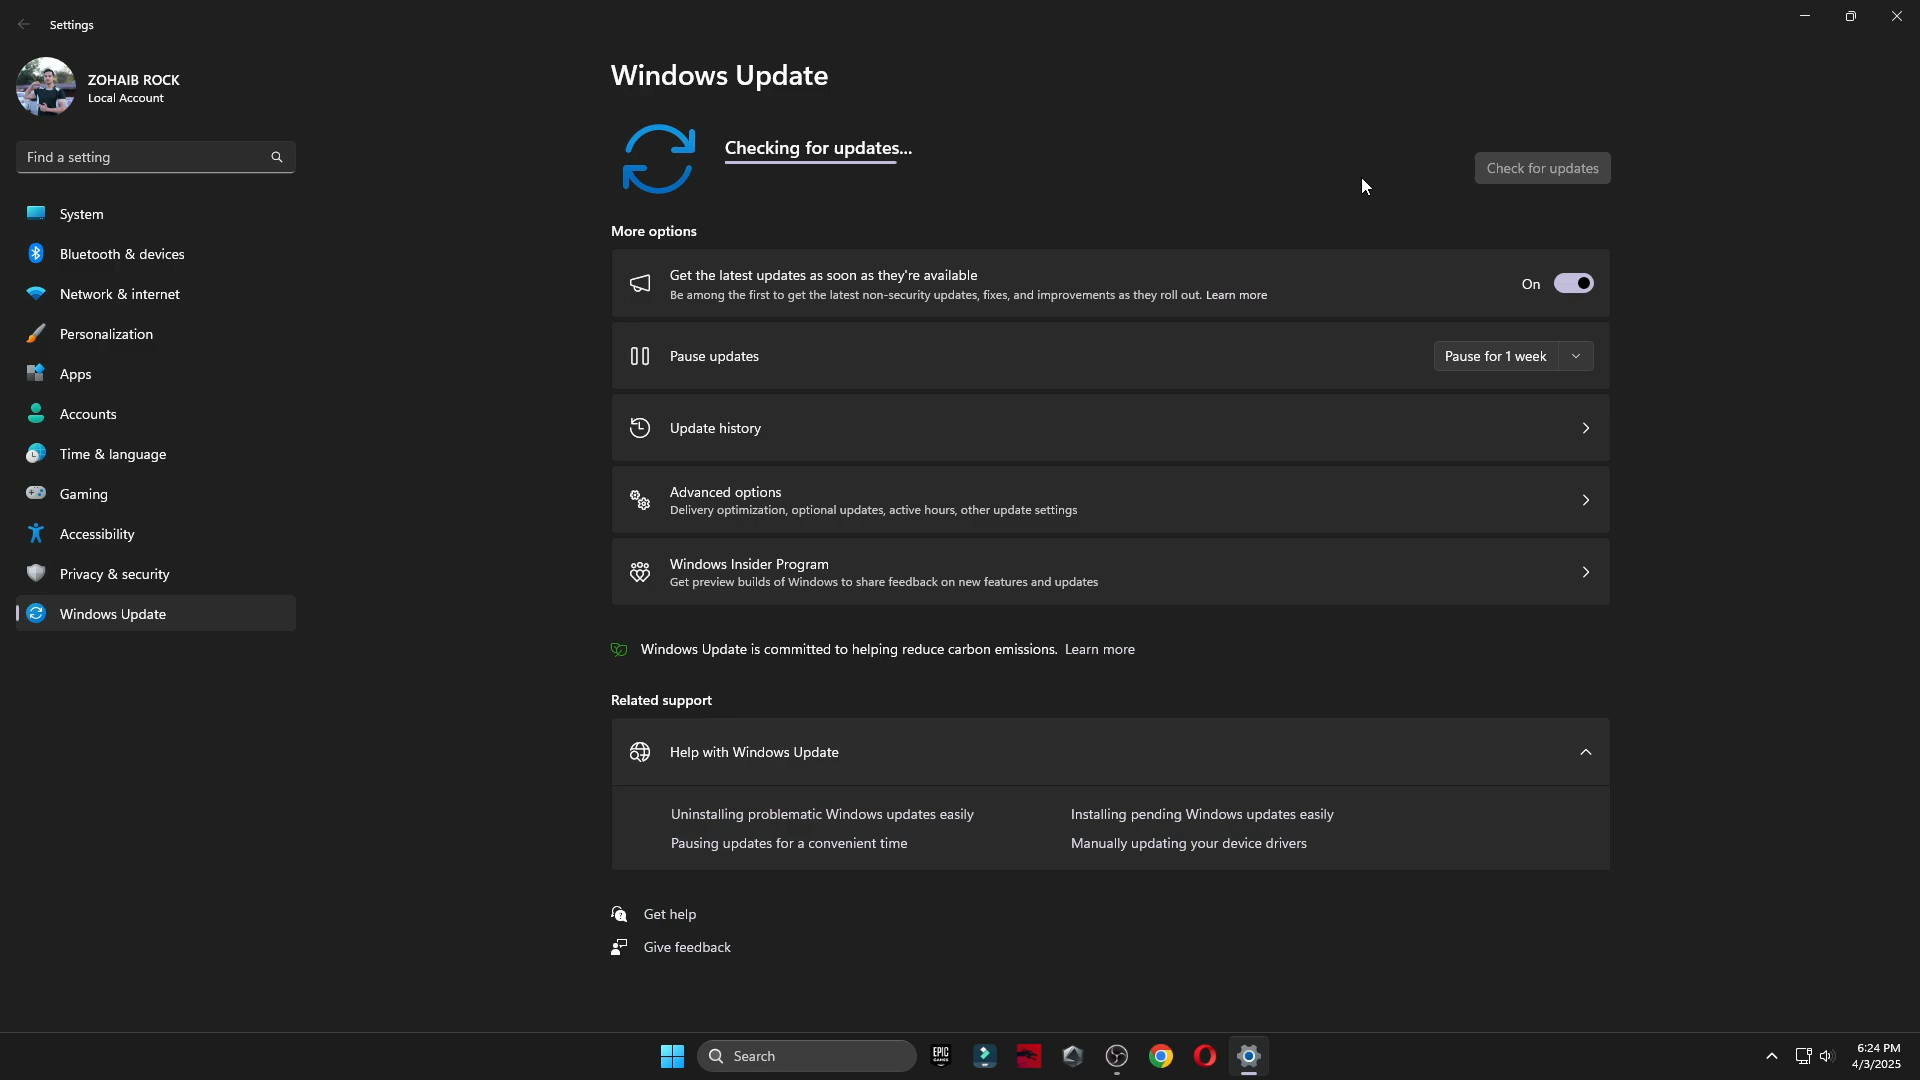 Settings
ZOHAIB ROCK
Local Account
Find a setting
System
Bluetooth & devices
Network & internet
Personalization
Apps
Accounts
Time & language
Gaming
Accessibility
Privacy & security
Windows Update
Windows Update
Checking for updates...
Check for updates
More options
Get the latest updates as soon as they're available
Be among the first to get the latest non-security updates, fixes, and improvements as they roll out. Learn more
On
Pause updates
Pause for 1 week
Update history
Advanced options
Delivery optimization, optional updates, active hours, other update settings
Windows Insider Program
Get preview builds of Windows to share feedback on new features and updates
Windows Update is committed to helping reduce carbon emissions. Learn more
Related support
Help with Windows Update
Uninstalling problematic Windows updates easily
Installing pending Windows updates easily
Pausing updates for a convenient time
Manually updating your device drivers
Get help
Give feedback
Search
EPIC
GAMES
6:24 PM
4/3/2025